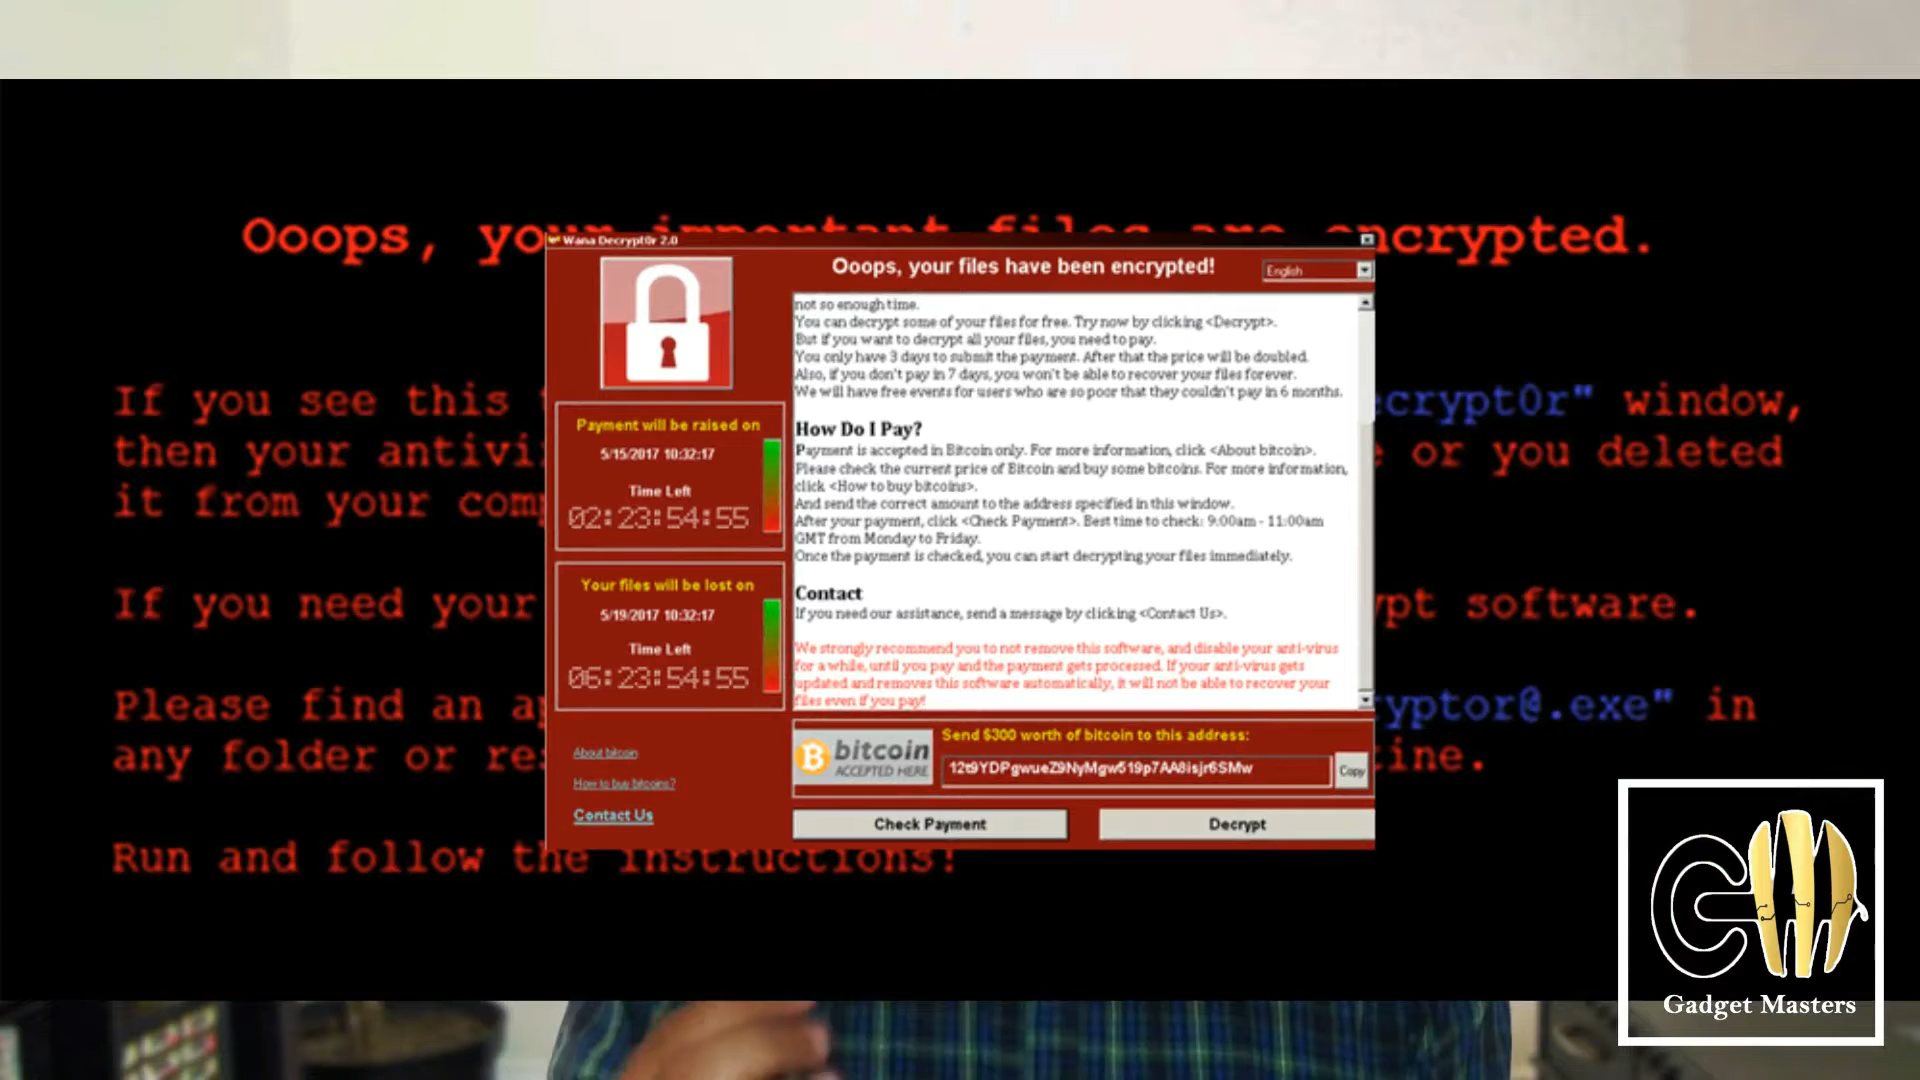 Ooops, your important files are encrypted.
Wana Decrypt0r 2.0
Ooops, your files have been encrypted!
English
not so enough time.
You can decrypt some of your files for free. Try now by clicking <Decrypt>.
But if you want to decrypt all your files, you need to pay.
You only have 3 days to submit the payment. After that the price will be doubled.
Also, if you don't pay in 7 days, you won't be able to recover your files forever.
We will have free events for users who are so poor that they couldn't pay in 6 months.
How Do I Pay?
Payment is accepted in Bitcoin only. For more information, click <About bitcoin>.
Please check the current price of Bitcoin and buy some bitcoins. For more information,
click <How to buy bitcoins>.
And send the correct amount to the address specified in this window.
After your payment, click <Check Payment>. Best time to check: 9:00am - 11:00am
GMT from Monday to Friday.
Once the payment is checked, you can start decrypting your files immediately.
Contact
If you need our assistance, send a message by clicking <Contact Us>.
We strongly recommend you to not remove this software, and disable your anti-virus
for a while, until you pay and the payment gets processed. If your anti-virus gets
updated and removes this software automatically, it will not be able to recover your
files even if you pay!
Payment will be raised on
5/15/2017 10:32:17
Time Left
02:23:54:55
Your files will be lost on
5/19/2017 10:32:17
Time Left
06:23:54:55
About bitcoin
How to buy bitcoins?
Contact Us
bitcoin
ACCEPTED HERE
Send $300 worth of bitcoin to this address:
12t9YDPgwueZ9NyMgw519p7AA8isjr6SMw
Copy
Check Payment
Decrypt
If you see this
ecrypt0r" window,
then your antivi
e or you deleted
it from your comp
If you need your
ypt software.
Please find an ap
yptor@.exe" in
any folder or res
ine.
Run and follow the instructions!
Gadget Masters